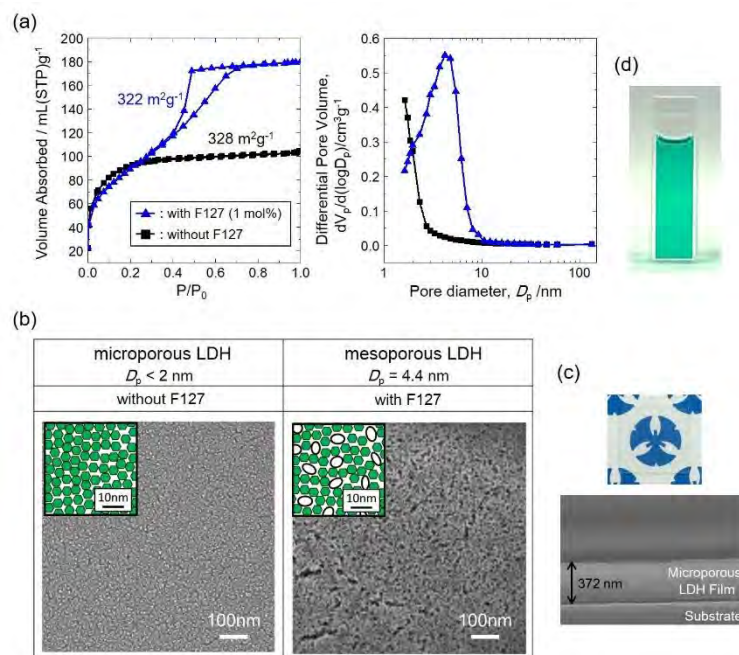 (a)
200
180
160
140
120
100
80
60
40
20
0.0 0.2 0.4 0.6 0.8 1.0
Volume Absorbed / mL(STP)g⁻¹
P/P₀
322 m²g⁻¹
328 m²g⁻¹
: with F127 (1 mol%)
: without F127
0.6
0.5
0.4
0.3
0.2
0.1
0.0
10 100
Differential Pore Volume,
dVₚ/d(logDₚ)/cm³g⁻¹
Pore diameter, Dₚ /nm
(d)
(b)
microporous LDH
Dₚ < 2 nm
without F127
mesoporous LDH
Dₚ = 4.4 nm
with F127
10nm
100nm
10nm
100nm
(c)
372 nm
Microporous
LDH Film
Substrate